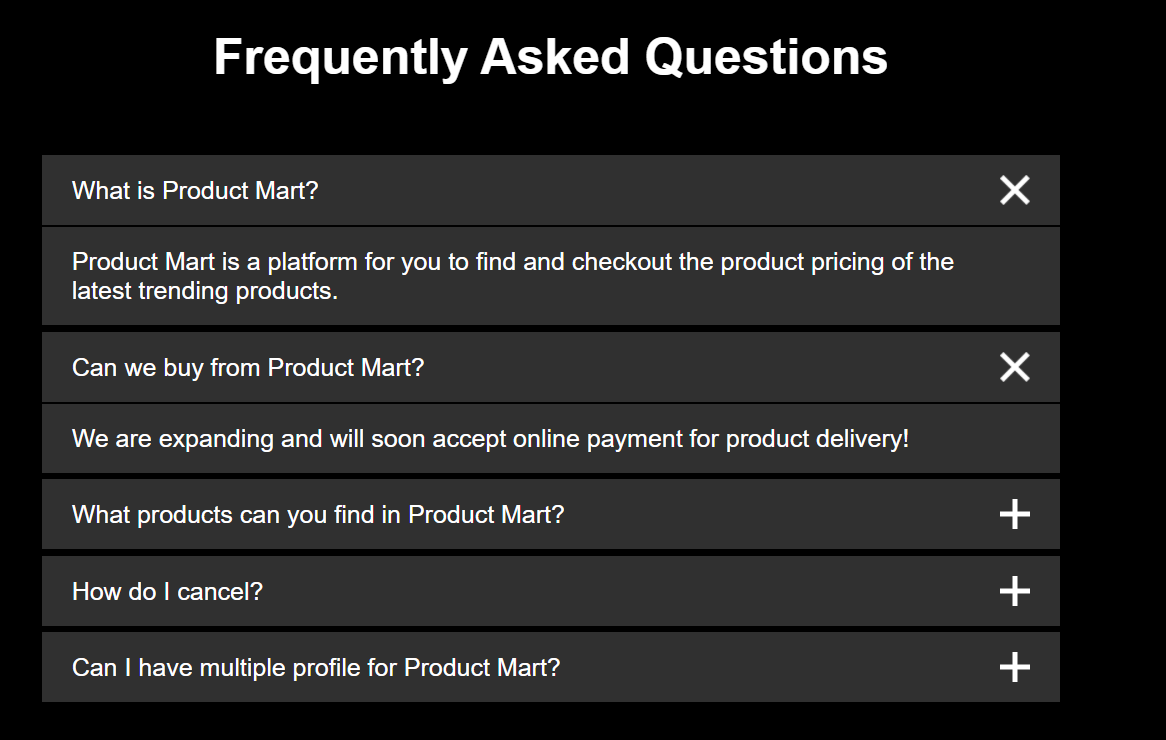 Frequently Asked Questions
What is Product Mart?
Product Mart is a platform for you to find and checkout the product pricing of the
latest trending products.
Can we buy from Product Mart?
We are expanding and will soon accept online payment for product delivery!
What products can you find in Product Mart?
How do I cancel?
Can I have multiple profile for Product Mart?